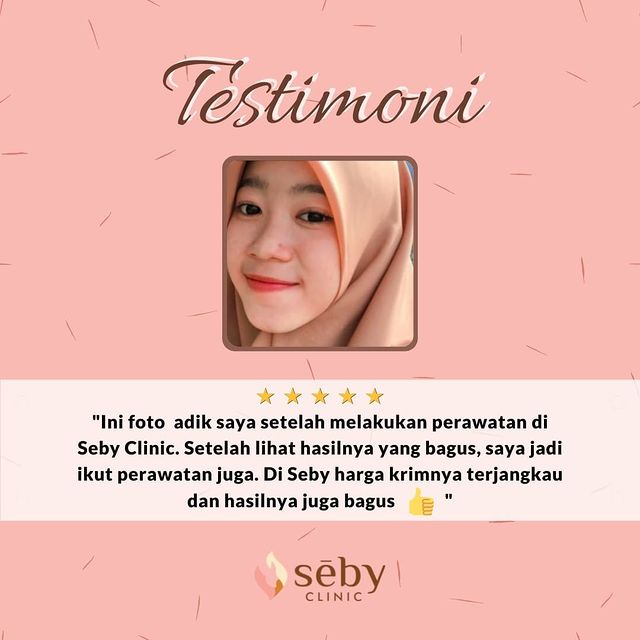 Testimoni
"Ini foto adik saya setelah melakukan perawatan di
Seby Clinic. Setelah lihat hasilnya yang bagus, saya jadi
ikut perawatan juga. Di Seby harga krimnya terjangkau
dan hasilnya juga bagus 👍 "
sēby
CLINIC